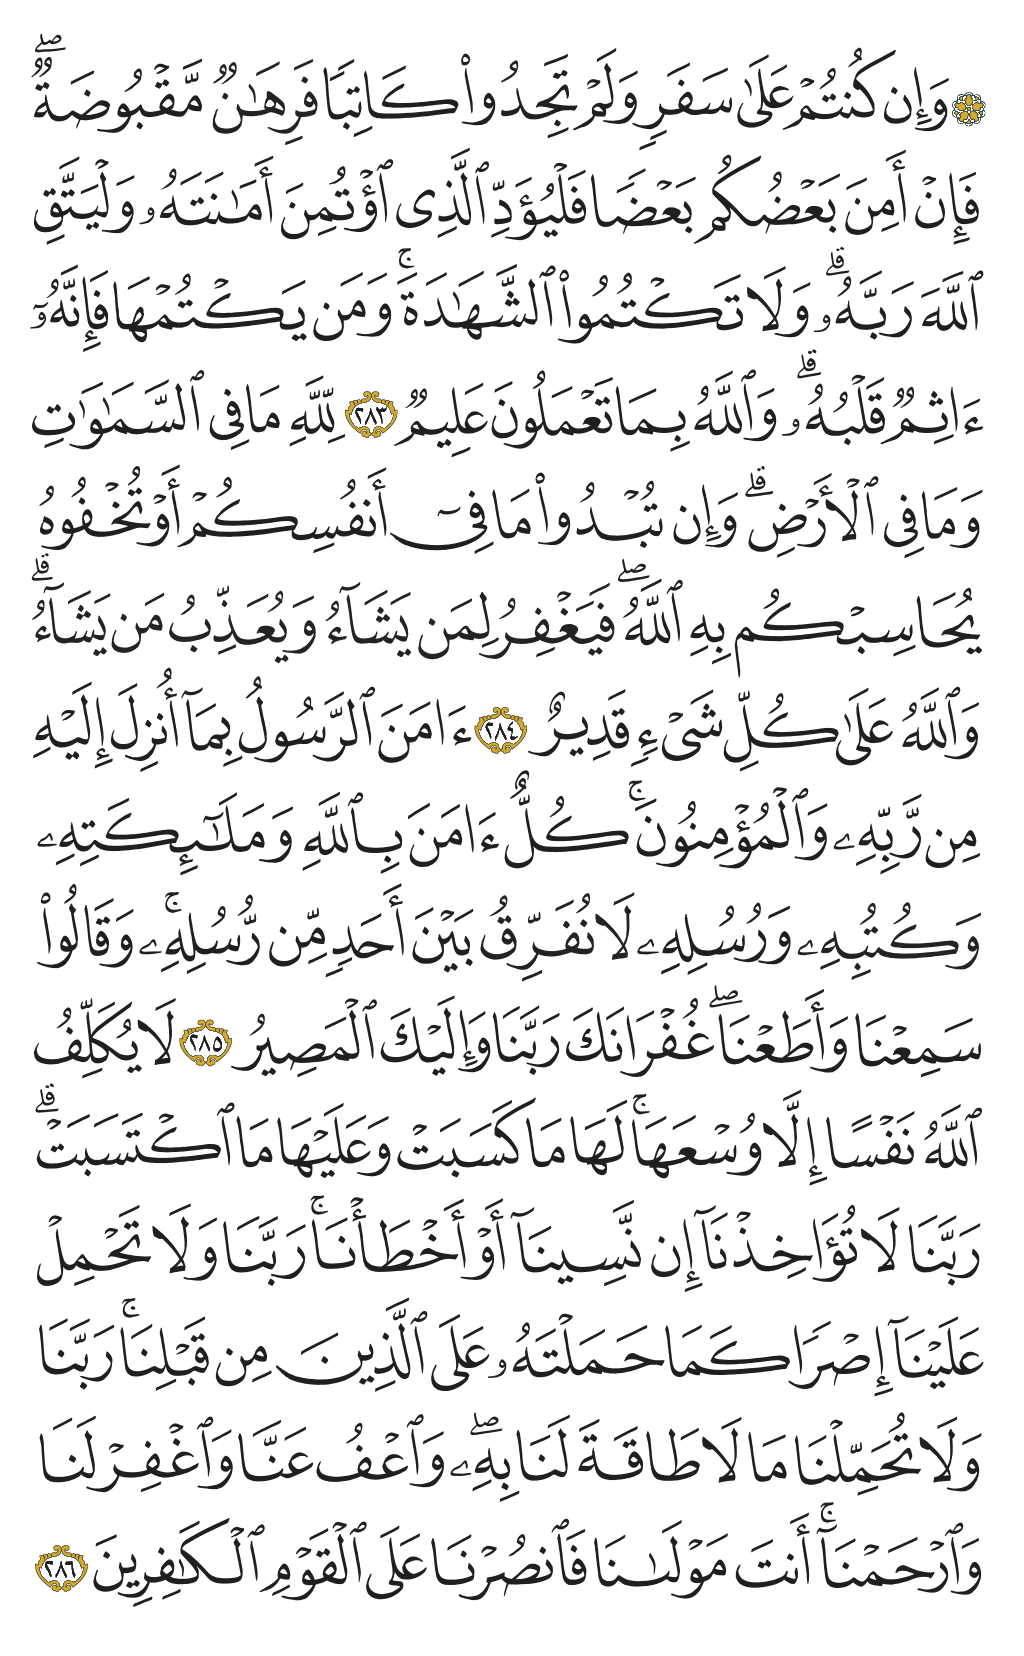 ۞ وَإِن كُنتُمۡ عَلَىٰ سَفَرٖ وَلَمۡ تَجِدُواْ كَاتِبٗا فَرِهَٰنٞ مَّقۡبُوضَةٞۖ
فَإِنۡ أَمِنَ بَعۡضُكُم بَعۡضٗا فَلۡيُؤَدِّ ٱلَّذِي ٱؤۡتُمِنَ أَمَٰنَتَهُۥ وَلۡيَتَّقِ
ٱللَّهَ رَبَّهُۥۗ وَلَا تَكۡتُمُواْ ٱلشَّهَٰدَةَۚ وَمَن يَكۡتُمۡهَا فَإِنَّهُۥٓ
ءَاثِمٞ قَلۡبُهُۥۗ وَٱللَّهُ بِمَا تَعۡمَلُونَ عَلِيمٞ ٢٨٣ لِّلَّهِ مَا فِي ٱلسَّمَٰوَٰتِ
وَمَا فِي ٱلۡأَرۡضِۗ وَإِن تُبۡدُواْ مَا فِيٓ أَنفُسِكُمۡ أَوۡ تُخۡفُوهُ
يُحَاسِبۡكُم بِهِ ٱللَّهُۖ فَيَغۡفِرُ لِمَن يَشَآءُ وَيُعَذِّبُ مَن يَشَآءُۗ
وَٱللَّهُ عَلَىٰ كُلِّ شَيۡءٖ قَدِيرٌ ٢٨٤ ءَامَنَ ٱلرَّسُولُ بِمَآ أُنزِلَ إِلَيۡهِ
مِن رَّبِّهِۦ وَٱلۡمُؤۡمِنُونَۚ كُلٌّ ءَامَنَ بِٱللَّهِ وَمَلَٰٓئِكَتِهِۦ
وَكُتُبِهِۦ وَرُسُلِهِۦ لَا نُفَرِّقُ بَيۡنَ أَحَدٖ مِّن رُّسُلِهِۦۚ وَقَالُواْ
سَمِعۡنَا وَأَطَعۡنَاۖ غُفۡرَانَكَ رَبَّنَا وَإِلَيۡكَ ٱلۡمَصِيرُ ٢٨٥ لَا يُكَلِّفُ
ٱللَّهُ نَفۡسًا إِلَّا وُسۡعَهَاۚ لَهَا مَا كَسَبَتۡ وَعَلَيۡهَا مَا ٱكۡتَسَبَتۡۗ
رَبَّنَا لَا تُؤَاخِذۡنَآ إِن نَّسِينَآ أَوۡ أَخۡطَأۡنَاۚ رَبَّنَا وَلَا تَحۡمِلۡ
عَلَيۡنَآ إِصۡرٗا كَمَا حَمَلۡتَهُۥ عَلَى ٱلَّذِينَ مِن قَبۡلِنَاۚ رَبَّنَا
وَلَا تُحَمِّلۡنَا مَا لَا طَاقَةَ لَنَا بِهِۦۖ وَٱعۡفُ عَنَّا وَٱغۡفِرۡ لَنَا
وَٱرۡحَمۡنَآۚ أَنتَ مَوۡلَىٰنَا فَٱنصُرۡنَا عَلَى ٱلۡقَوۡمِ ٱلۡكَٰفِرِينَ ٢٨٦